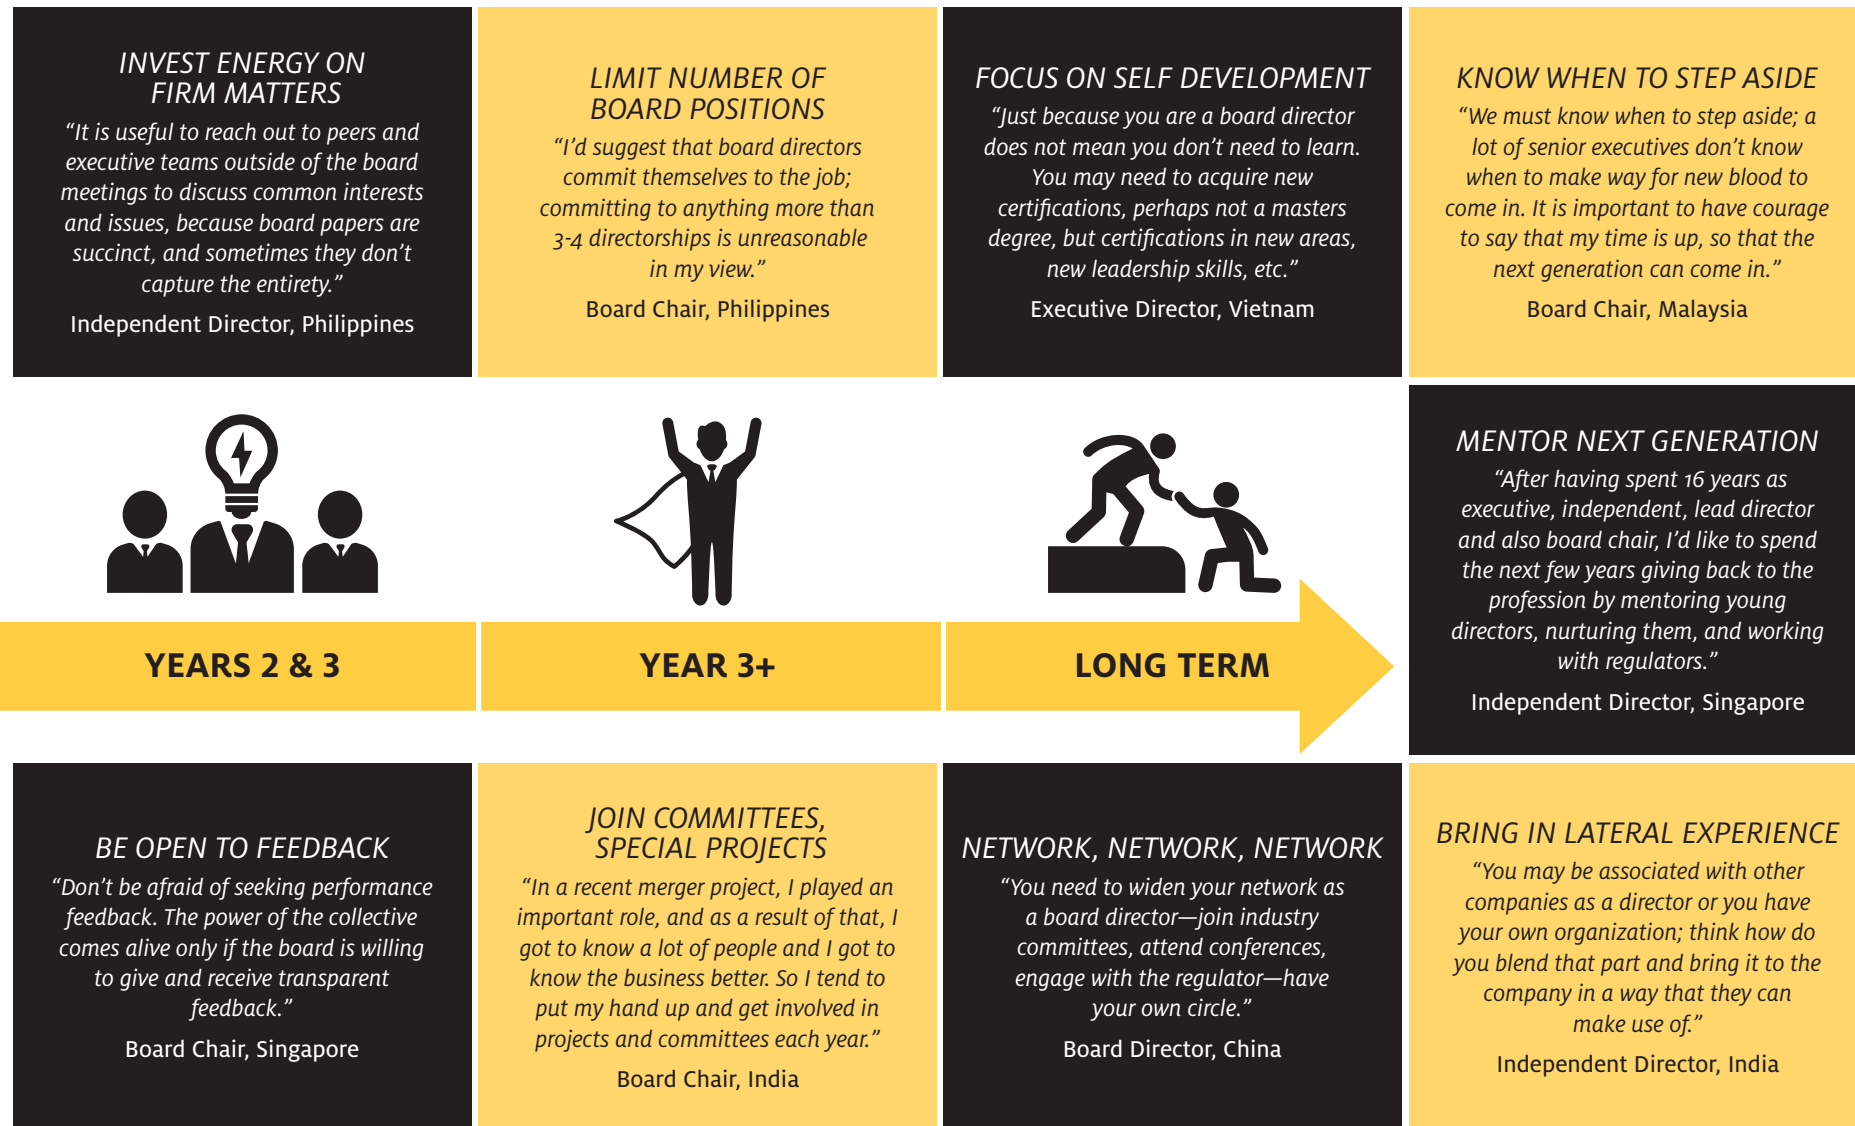 INVEST ENERGY ON
FIRM MATTERS
“It is useful to reach out to peers and
executive teams outside of the board
meetings to discuss common interests
and issues, because board papers are
succinct, and sometimes they don’t
capture the entirety.”
Independent Director, Philippines
LIMIT NUMBER OF
BOARD POSITIONS
“I’d suggest that board directors
commit themselves to the job;
committing to anything more than
3-4 directorships is unreasonable
in my view.”
Board Chair, Philippines
FOCUS ON SELF DEVELOPMENT
“Just because you are a board director
does not mean you don’t need to learn.
You may need to acquire new
certifications, perhaps not a masters
degree, but certifications in new areas,
new leadership skills, etc.”
Executive Director, Vietnam
KNOW WHEN TO STEP ASIDE
“We must know when to step aside; a
lot of senior executives don’t know
when to make way for new blood to
come in. It is important to have courage
to say that my time is up, so that the
next generation can come in.”
Board Chair, Malaysia
YEARS 2 & 3
YEAR 3+
LONG TERM
MENTOR NEXT GENERATION
“After having spent 16 years as
executive, independent, lead director
and also board chair, I’d like to spend
the next few years giving back to the
profession by mentoring young
directors, nurturing them, and working
with regulators.”
Independent Director, Singapore
BE OPEN TO FEEDBACK
“Don’t be afraid of seeking performance
feedback. The power of the collective
comes alive only if the board is willing
to give and receive transparent
feedback.”
Board Chair, Singapore
JOIN COMMITTEES,
SPECIAL PROJECTS
“In a recent merger project, I played an
important role, and as a result of that, I
got to know a lot of people and I got to
know the business better. So I tend to
put my hand up and get involved in
projects and committees each year.”
Board Chair, India
NETWORK, NETWORK, NETWORK
“You need to widen your network as
a board director—join industry
committees, attend conferences,
engage with the regulator—have
your own circle.”
Board Director, China
BRING IN LATERAL EXPERIENCE
“You may be associated with other
companies as a director or you have
your own organization; think how do
you blend that part and bring it to the
company in a way that they can
make use of.”
Independent Director, India